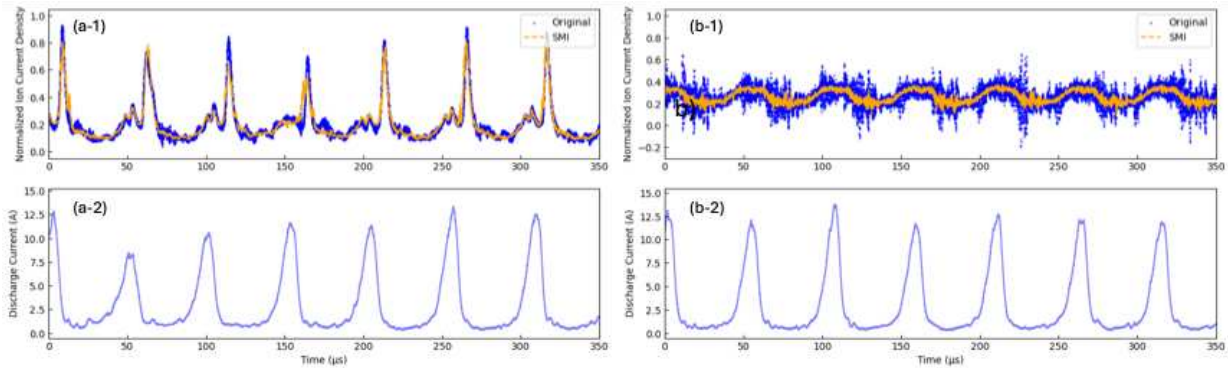 (a-1)
Original
SMI
Normalized Ion Current Denisty
1.0
0.8
0.6
0.4
0.2
0.0
0 50 100 150 200 250 300 350
(b-1)
Original
SMI
b)
Normalized Ion Current Density
1.0
0.8
0.6
0.4
0.2
0.0
−0.2
0 50 100 150 200 250 300 350
(a-2)
Discharge Current (A)
15.0
12.5
10.0
7.5
5.0
2.5
0.0
0 50 100 150 200 250 300 350
Time (μs)
(b-2)
Discharge Current (A)
15.0
12.5
10.0
7.5
5.0
2.5
0.0
0 50 100 150 200 250 300 350
Time (μs)